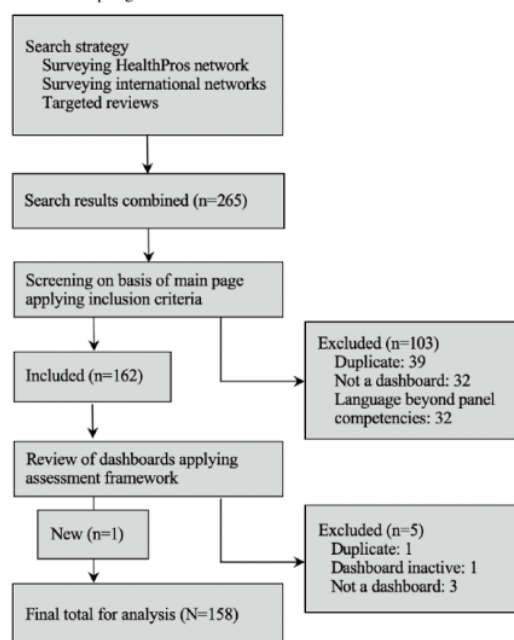 Search strategy
Surveying HealthPros network
Surveying international networks
Targeted reviews
Search results combined (n=265)
Screening on basis of main page
applying inclusion criteria
Excluded (n=103)
Duplicate: 39
Not a dashboard: 32
Language beyond panel
competencies: 32
Included (n=162)
Review of dashboards applying
assessment framework
New (n=1)
Excluded (n=5)
Duplicate: 1
Dashboard inactive: 1
Not a dashboard: 3
Final total for analysis (N=158)